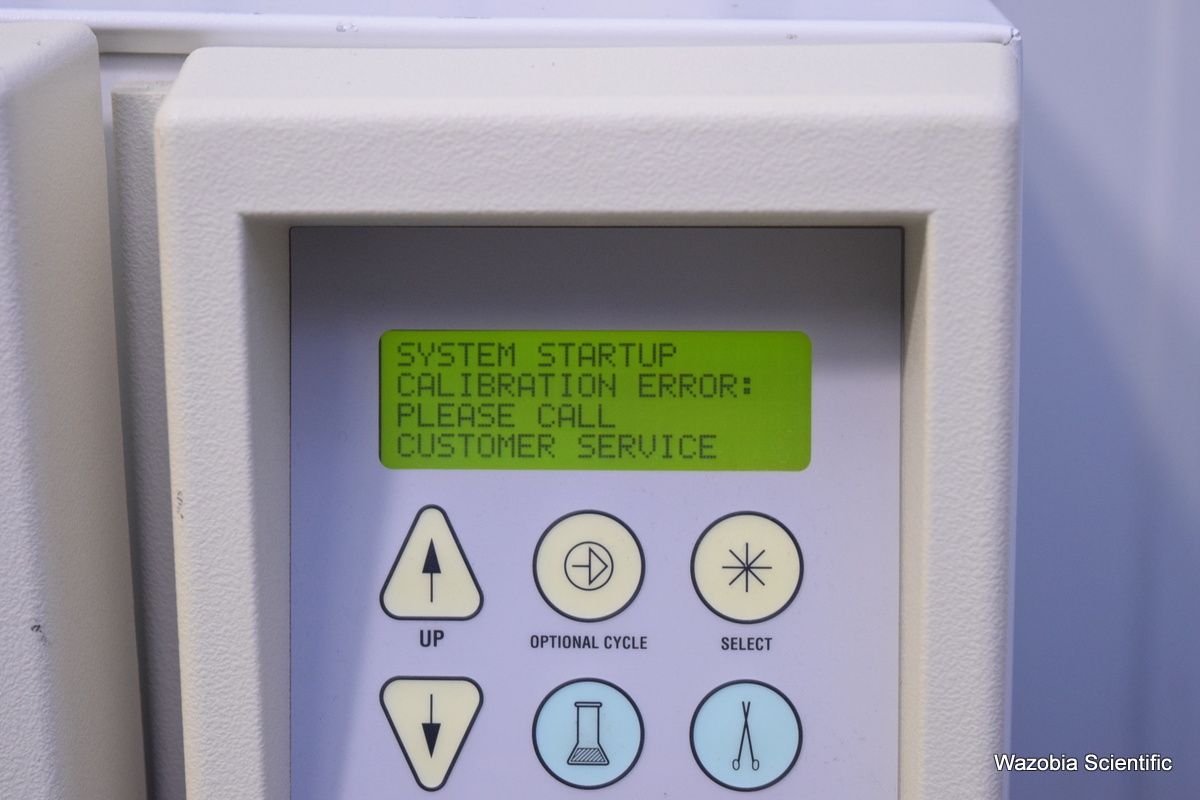 SYSTEM STARTUP
CALIBRATION ERROR:
PLEASE CALL
CUSTOMER SERVICE
UP
OPTIONAL CYCLE
SELECT
Wazobia Scientific